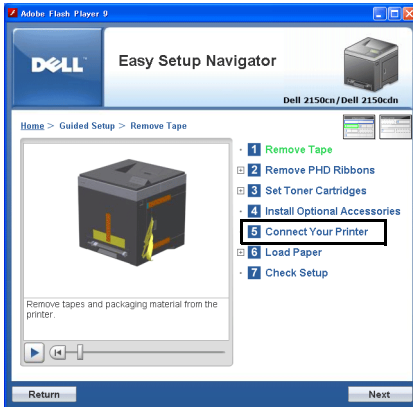 Adobe Flash Player 9
DELL
Easy Setup Navigator
Dell 2150cn/Dell 2150cdn
Home > Guided Setup > Remove Tape
1 Remove Tape
2 Remove PHD Ribbons
3 Set Toner Cartridges
4 Install Optional Accessories
5 Connect Your Printer
6 Load Paper
7 Check Setup
Remove tapes and packaging material from the
printer.
Return
Next